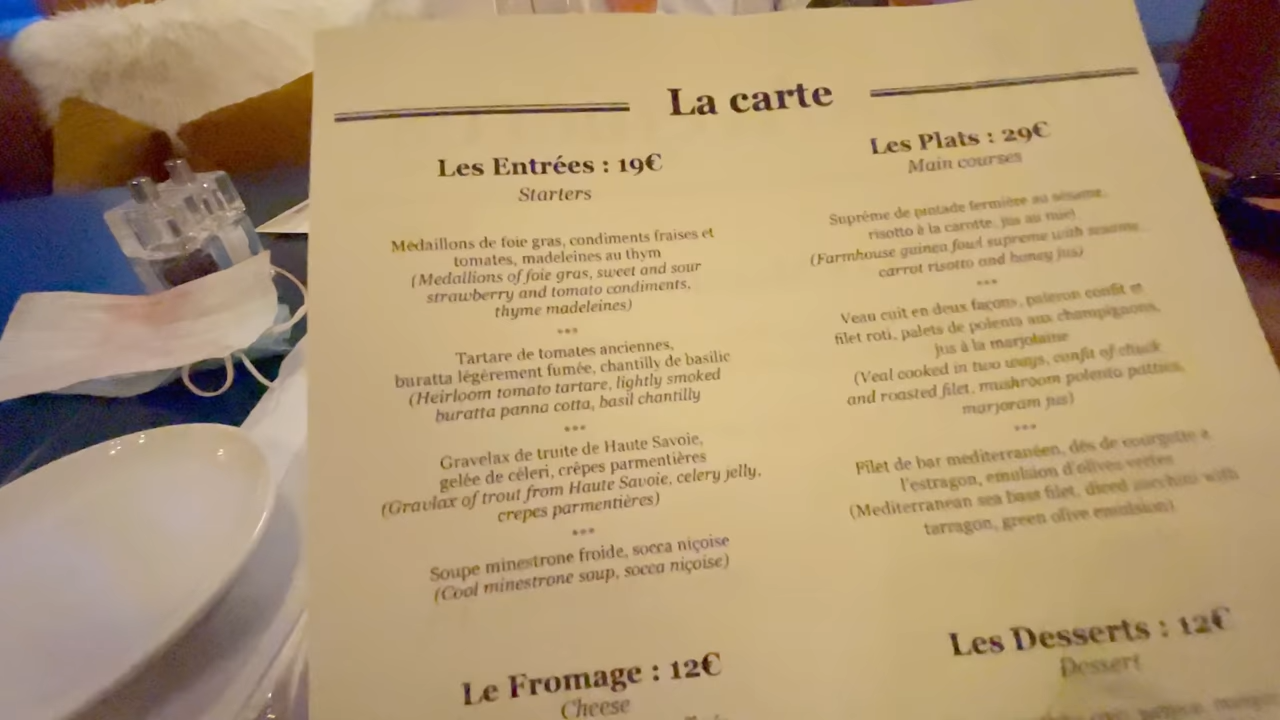 La carte
Les Entrées : 19€
Starters
Médaillons de foie gras, condiments fraises et
tomates, madeleines au thym
(Medallions of foie gras, sweet and sour
strawberry and tomato condiments,
thyme madeleines)
***
Tartare de tomates anciennes,
buratta légèrement fumée, chantilly de basilic
(Heirloom tomato tartare, lightly smoked
buratta panna cotta, basil chantilly
***
Gravelax de truite de Haute Savoie,
gelée de céleri, crêpes parmentières
(Gravlax of trout from Haute Savoie, celery jelly,
crepes parmentières)
***
Soupe minestrone froide, socca niçoise
(Cool minestrone soup, socca niçoise)
Le Fromage : 12€
Cheese
Les Plats : 29€
Main courses
Suprême de pintade fermière au sésame,
risotto à la carotte, jus au miel
(Farmhouse guinea fowl supreme with sesame,
carrot risotto and honey jus)
***
Veau cuit en deux façons, paleron confit et
filet roti, palets de polenta aux champignons,
jus à la marjolaine
(Veal cooked in two ways, confit of chuck
and roasted filet, mushroom polenta patties,
marjoram jus)
***
Filet de bar méditerranéen, dés de courgette à
l'estragon, emulsion d'olives vertes
(Mediterranean sea bass filet, diced zucchini with
tarragon, green olive emulsion)
Les Desserts : 12€
Dessert